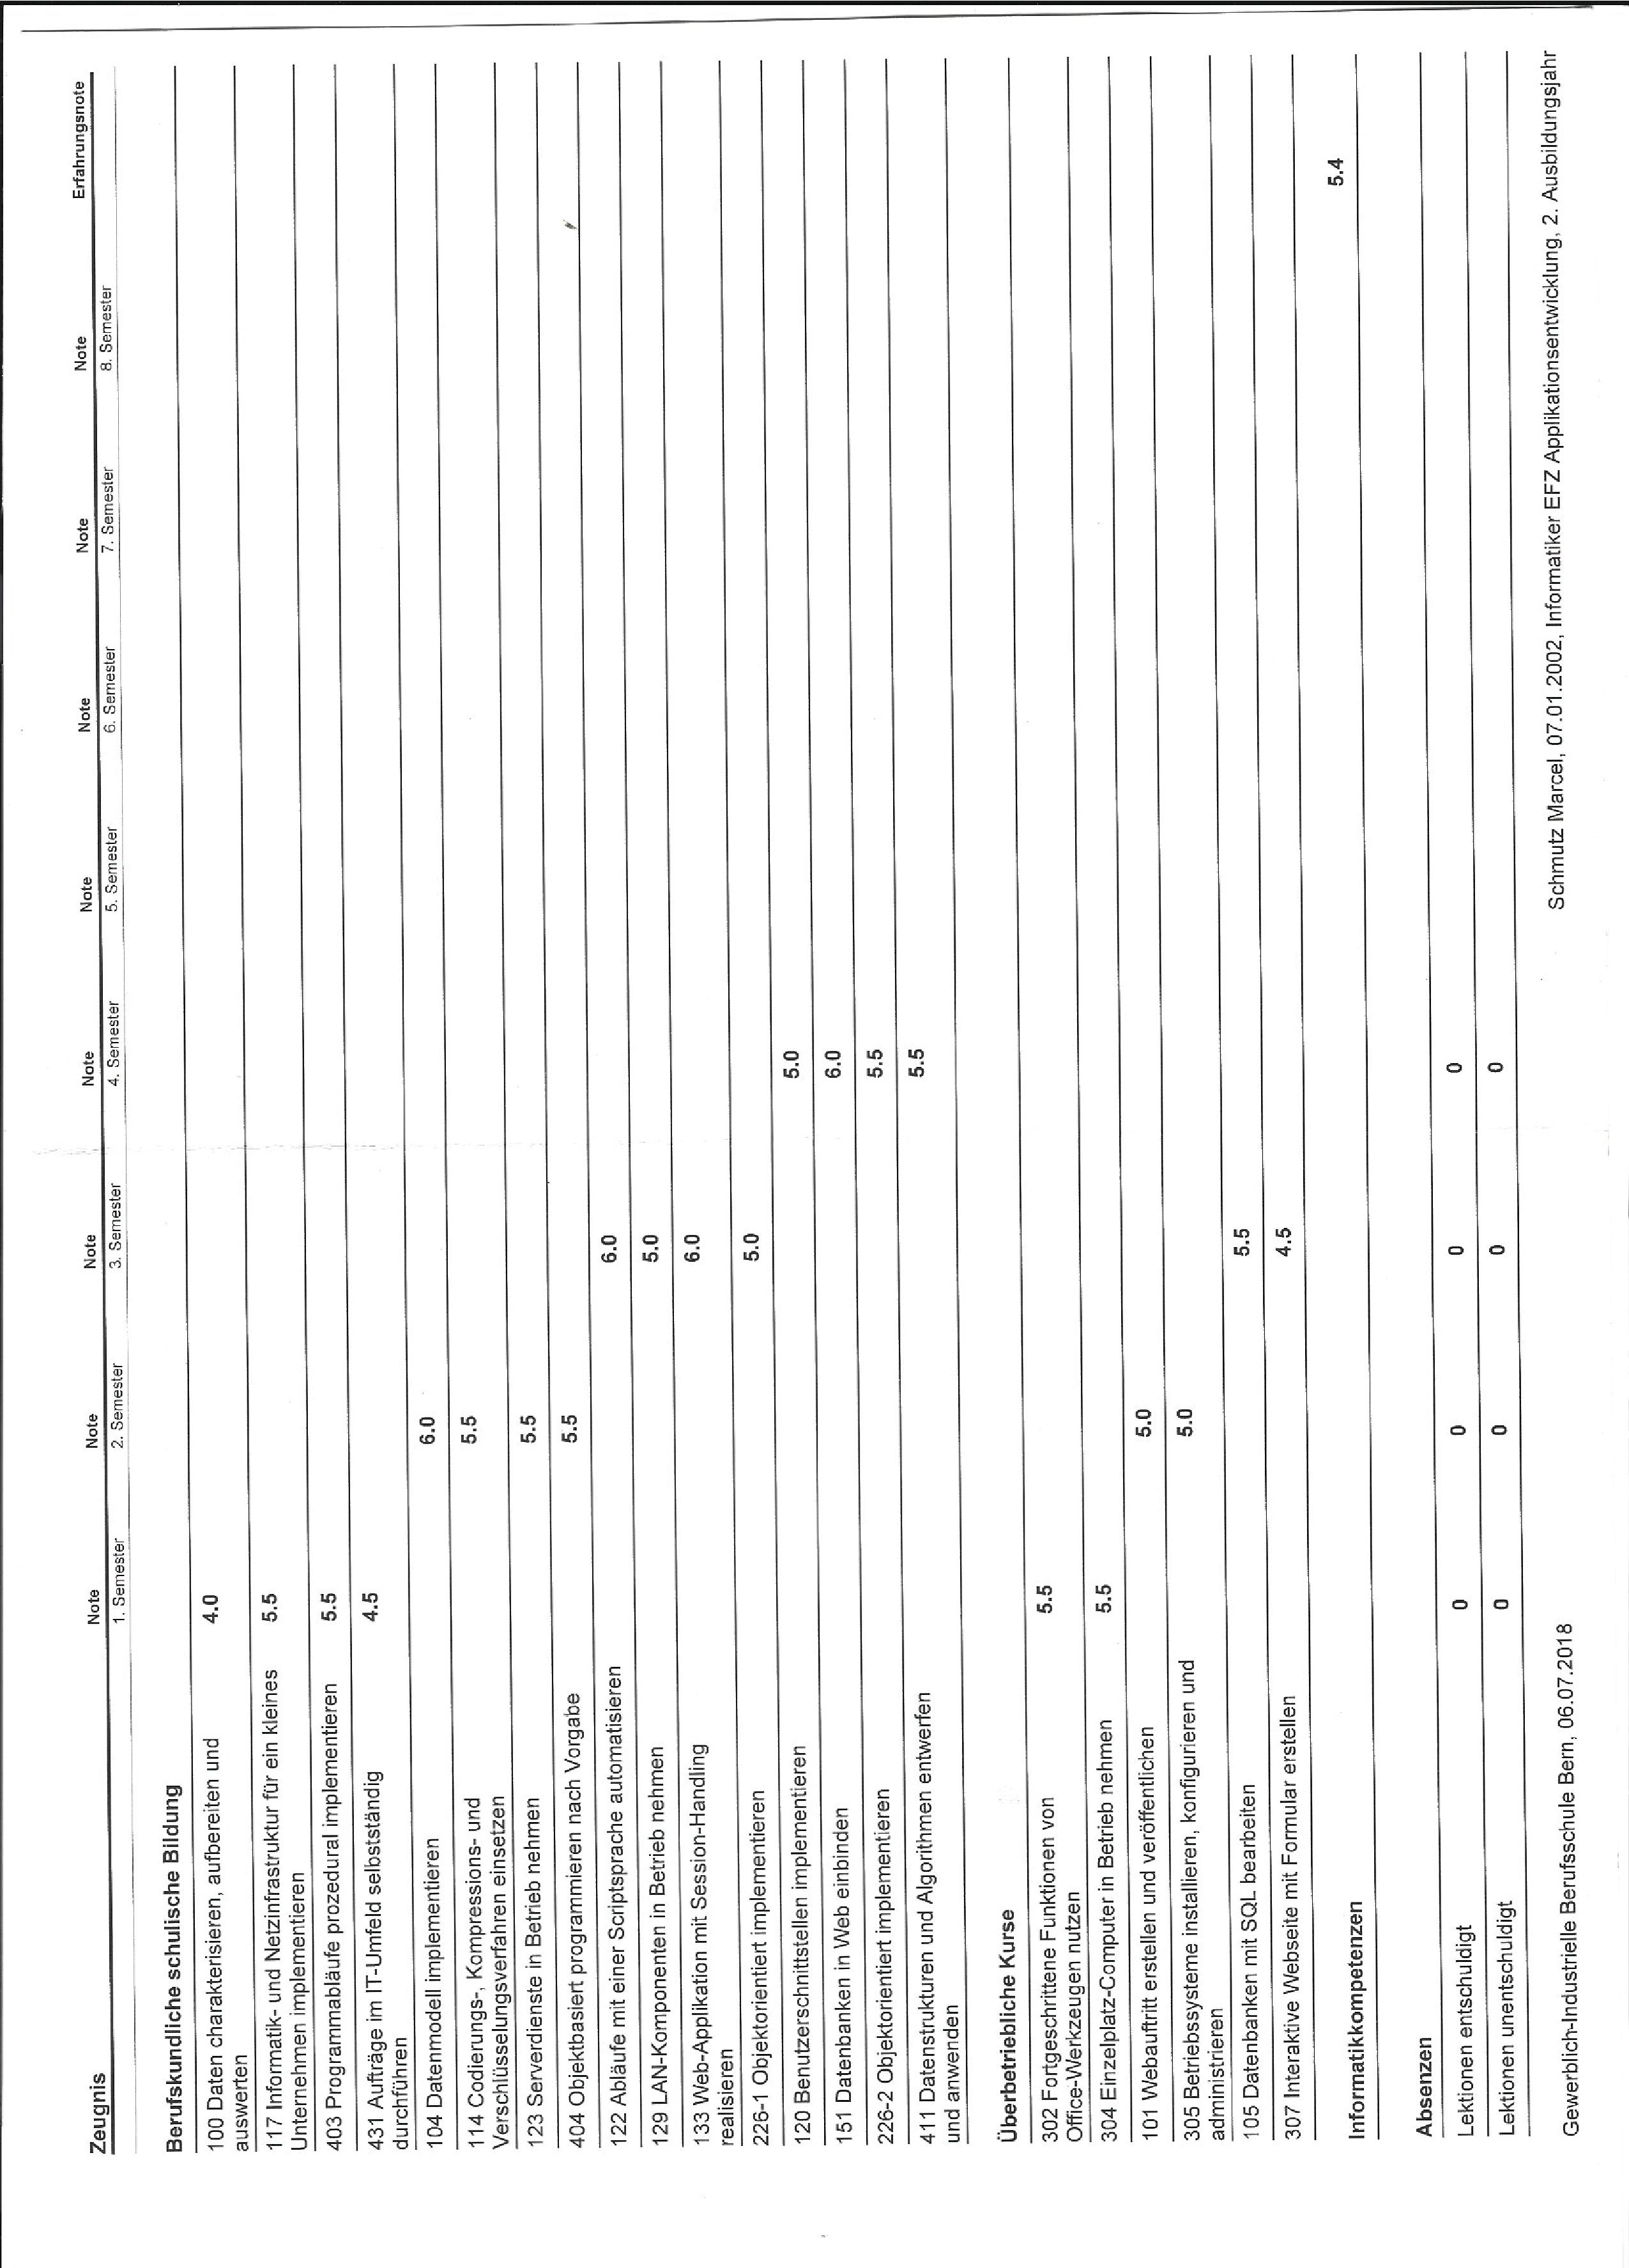 Zeugnis Note Note Note Note Note Note Note Note Erfahrungsnote
1. Semester 2. Semester 3. Semester 4. Semester 5. Semester 6. Semester 7. Semester 8. Semester
Berufskundliche schulische Bildung
100 Daten charakterisieren, aufbereiten und 4.0
auswerten
117 Informatik- und Netzinfrastruktur für ein kleines 5.5
Unternehmen implementieren
403 Programmabläufe prozedural implementieren 5.5
431 Aufträge im IT-Umfeld selbstständig 4.5
durchführen
104 Datenmodell implementieren 6.0
114 Codierungs-, Kompressions- und 5.5
Verschlüsselungsverfahren einsetzen
123 Serverdienste in Betrieb nehmen 5.5
404 Objektbasiert programmieren nach Vorgabe 5.5
122 Abläufe mit einer Scriptsprache automatisieren 6.0
129 LAN-Komponenten in Betrieb nehmen 5.0
133 Web-Applikation mit Session-Handling 6.0
realisieren
226-1 Objektorientiert implementieren 5.0
120 Benutzerschnittstellen implementieren 5.0
151 Datenbanken in Web einbinden 6.0
226-2 Objektorientiert implementieren 5.5
411 Datenstrukturen und Algorithmen entwerfen 5.5
und anwenden
Überbetriebliche Kurse
302 Fortgeschrittene Funktionen von 5.5
Office-Werkzeugen nutzen
304 Einzelplatz-Computer in Betrieb nehmen 5.5
101 Webauftritt erstellen und veröffentlichen 5.0
305 Betriebssysteme installieren, konfigurieren und 5.0
administrieren
105 Datenbanken mit SQL bearbeiten 5.5
307 Interaktive Webseite mit Formular erstellen 4.5
Informatikkompetenzen 5.4
Absenzen
Lektionen entschuldigt 0 0 0 0
Lektionen unentschuldigt 0 0 0 0
Gewerblich-Industrielle Berufsschule Bern, 06.07.2018 Schmutz Marcel, 07.01.2002, Informatiker EFZ Applikationsentwicklung, 2. Ausbildungsjahr